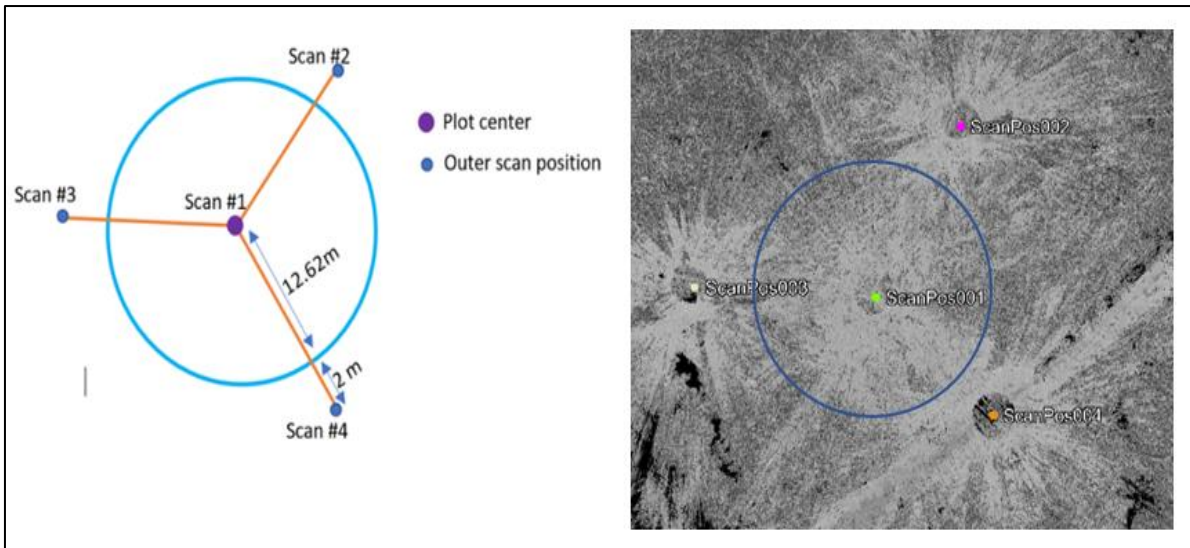 Scan #2
Plot center
Outer scan position
Scan #3
Scan #1
12.62m
2 m
Scan #4
ScanPos002
ScanPos003
ScanPos001
ScanPos004